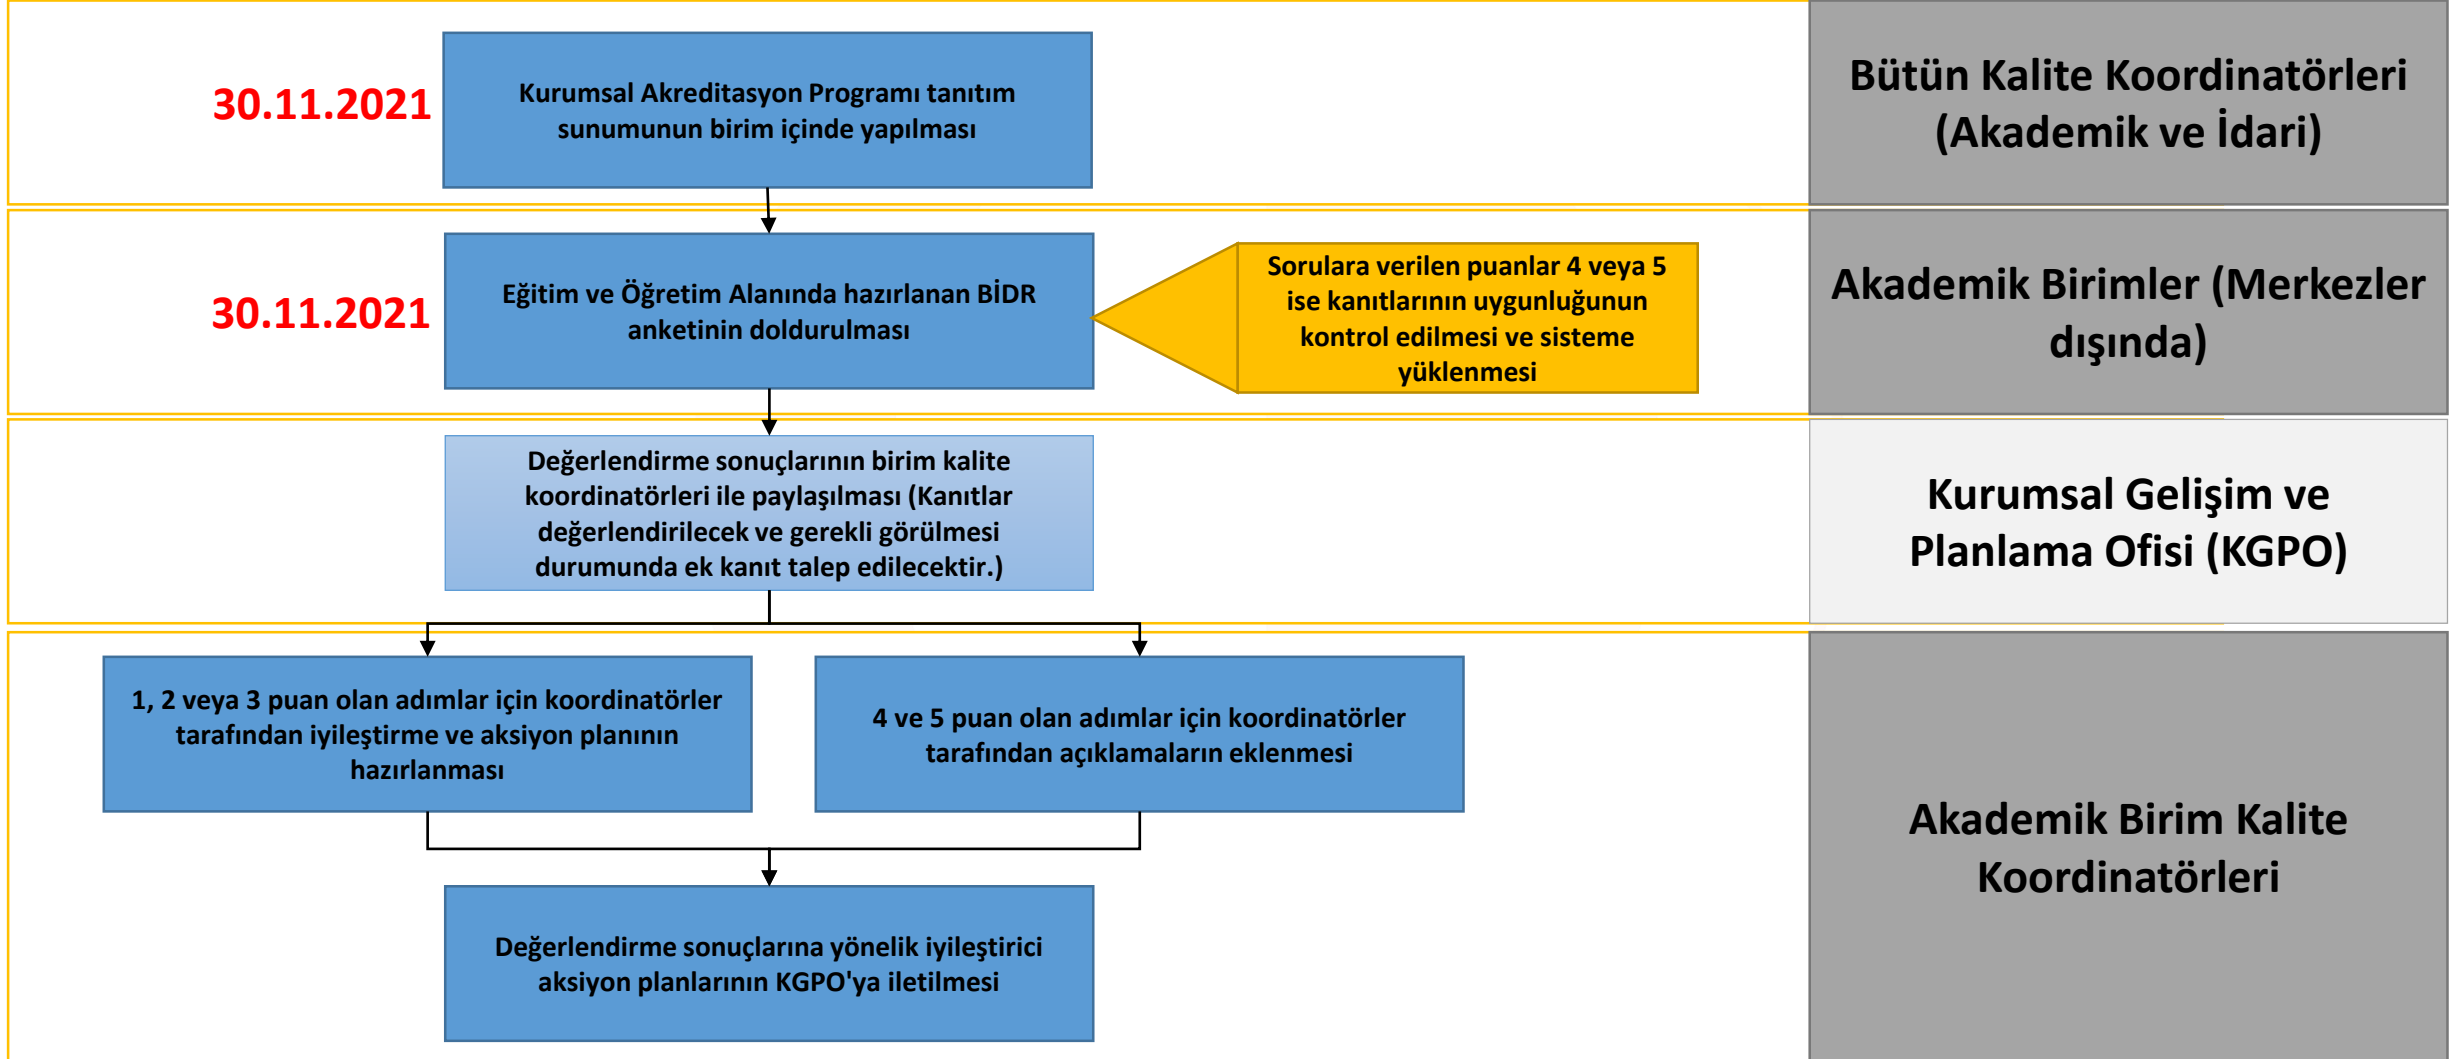 30.11.2021
Kurumsal Akreditasyon Programı tanıtım
sunumunun birim içinde yapılması
Bütün Kalite Koordinatörleri
(Akademik ve İdari)
30.11.2021
Eğitim ve Öğretim Alanında hazırlanan BİDR
anketinin doldurulması
Sorulara verilen puanlar 4 veya 5
ise kanıtlarının uygunluğunun
kontrol edilmesi ve sisteme
yüklenmesi
Akademik Birimler (Merkezler
dışında)
Değerlendirme sonuçlarının birim kalite
koordinatörleri ile paylaşılması (Kanıtlar
değerlendirilecek ve gerekli görülmesi
durumunda ek kanıt talep edilecektir.)
Kurumsal Gelişim ve
Planlama Ofisi (KGPO)
1, 2 veya 3 puan olan adımlar için koordinatörler
tarafından iyileştirme ve aksiyon planının
hazırlanması
4 ve 5 puan olan adımlar için koordinatörler
tarafından açıklamaların eklenmesi
Akademik Birim Kalite
Koordinatörleri
Değerlendirme sonuçlarına yönelik iyileştirici
aksiyon planlarının KGPO'ya iletilmesi